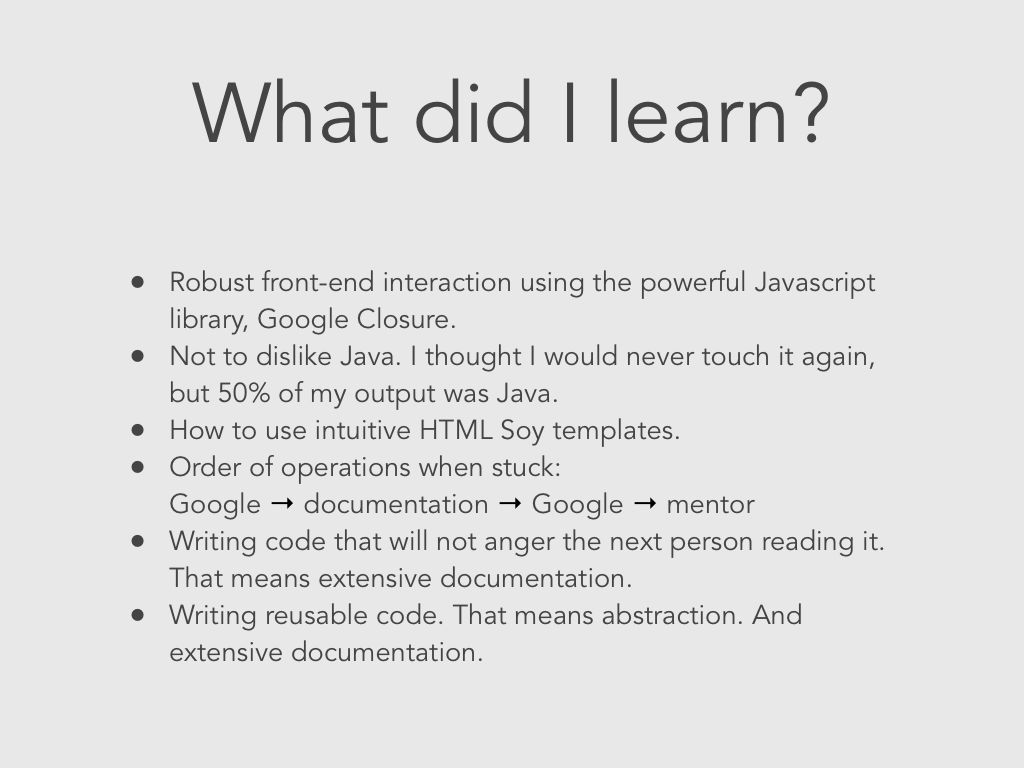 What did I learn?
● Robust front-end interaction using the powerful Javascript
library, Google Closure.
● Not to dislike Java. I thought I would never touch it again,
but 50% of my output was Java.
● How to use intuitive HTML Soy templates.
● Order of operations when stuck:
Google → documentation → Google → mentor
● Writing code that will not anger the next person reading it.
That means extensive documentation.
● Writing reusable code. That means abstraction. And
extensive documentation.